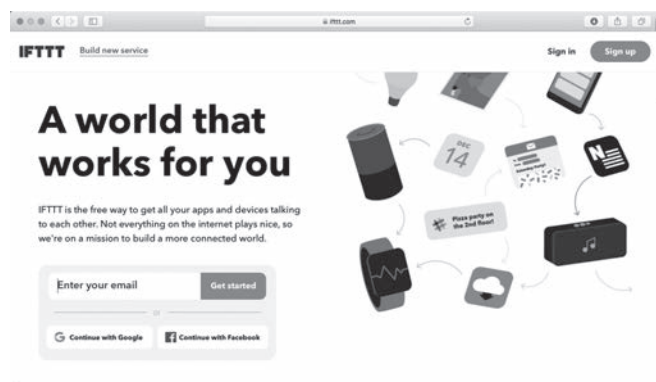 ifttt.com
IFTTT
Build new service
Sign in
Sign up
A world that
works for you
IFTTT is the free way to get all your apps and devices talking
to each other. Not everything on the internet plays nice, so
we're on a mission to build a more connected world.
Enter your email
Get started
or
Continue with Google
Continue with Facebook
DEC
14
N
# Pizza party on
the 2nd floor!